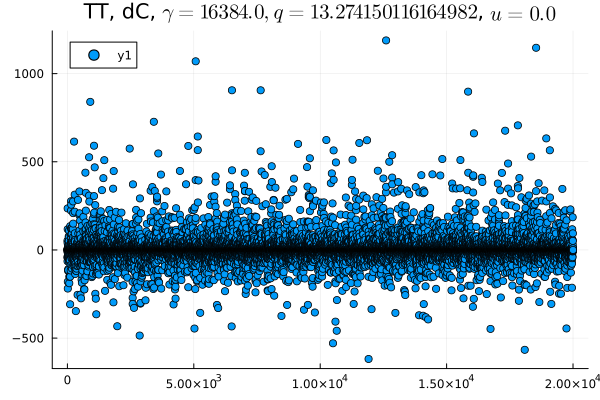 TT, dC, γ = 16384.0, q = 13.274150116164982, u = 0.0
y1
1000
500
0
−500
0 5.00×10³ 1.00×10⁴ 1.50×10⁴ 2.00×10⁴